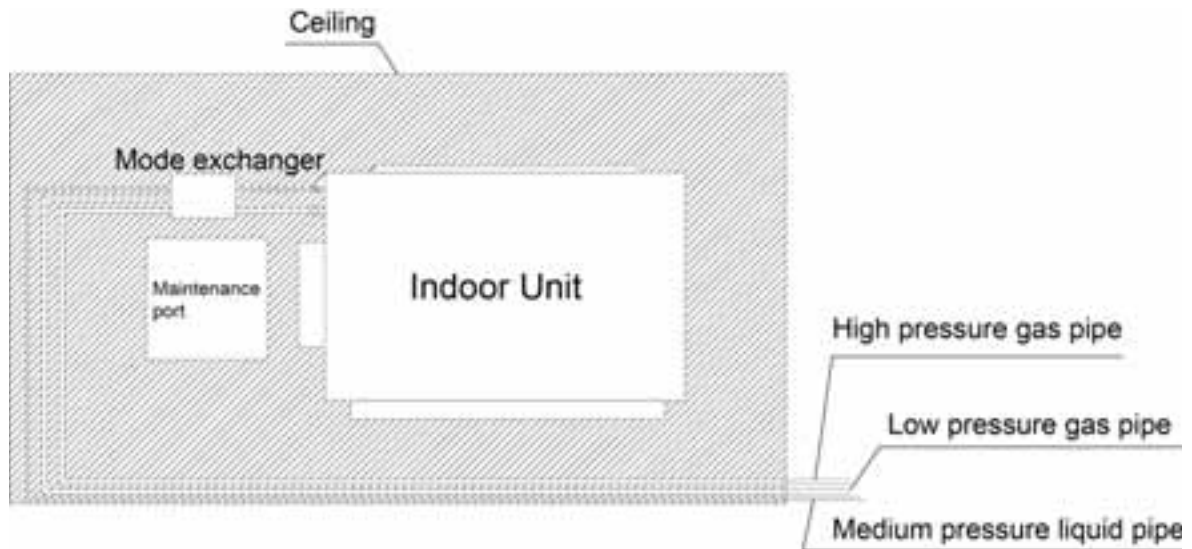 Ceiling
Mode exchanger
Maintenance
port
Indoor Unit
High pressure gas pipe
Low pressure gas pipe
Medium pressure liquid pipe